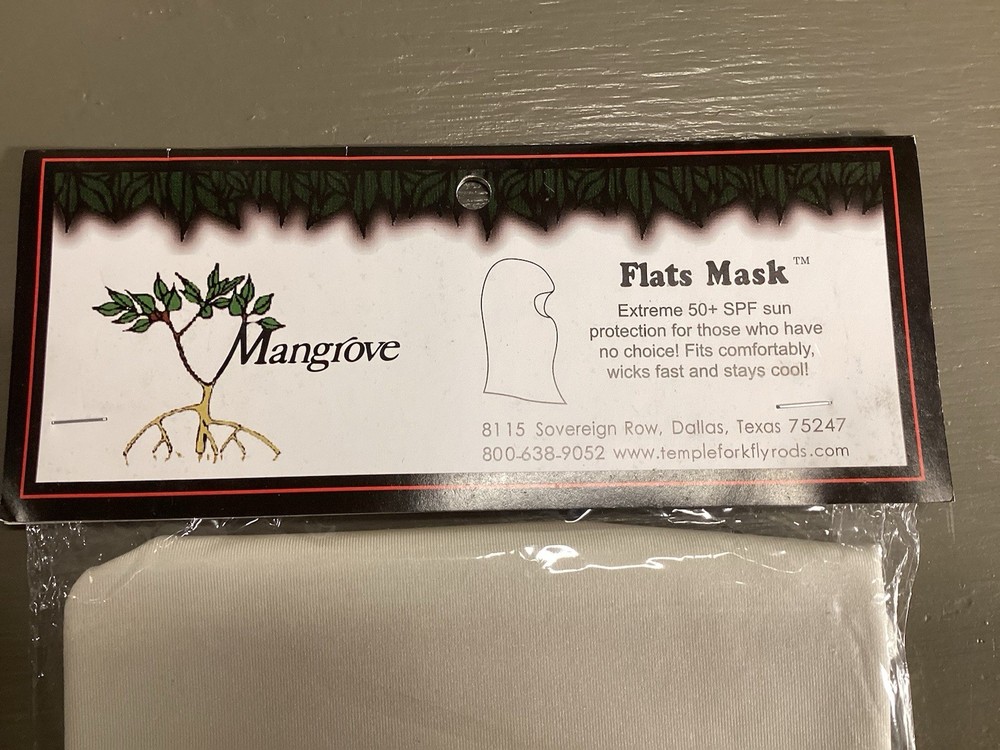 Mangrove
Flats Mask™
Extreme 50+ SPF sun
protection for those who have
no choice! Fits comfortably,
wicks fast and stays cool!
8115 Sovereign Row, Dallas, Texas 75247
800-638-9052 www.templeforkflyrods.com